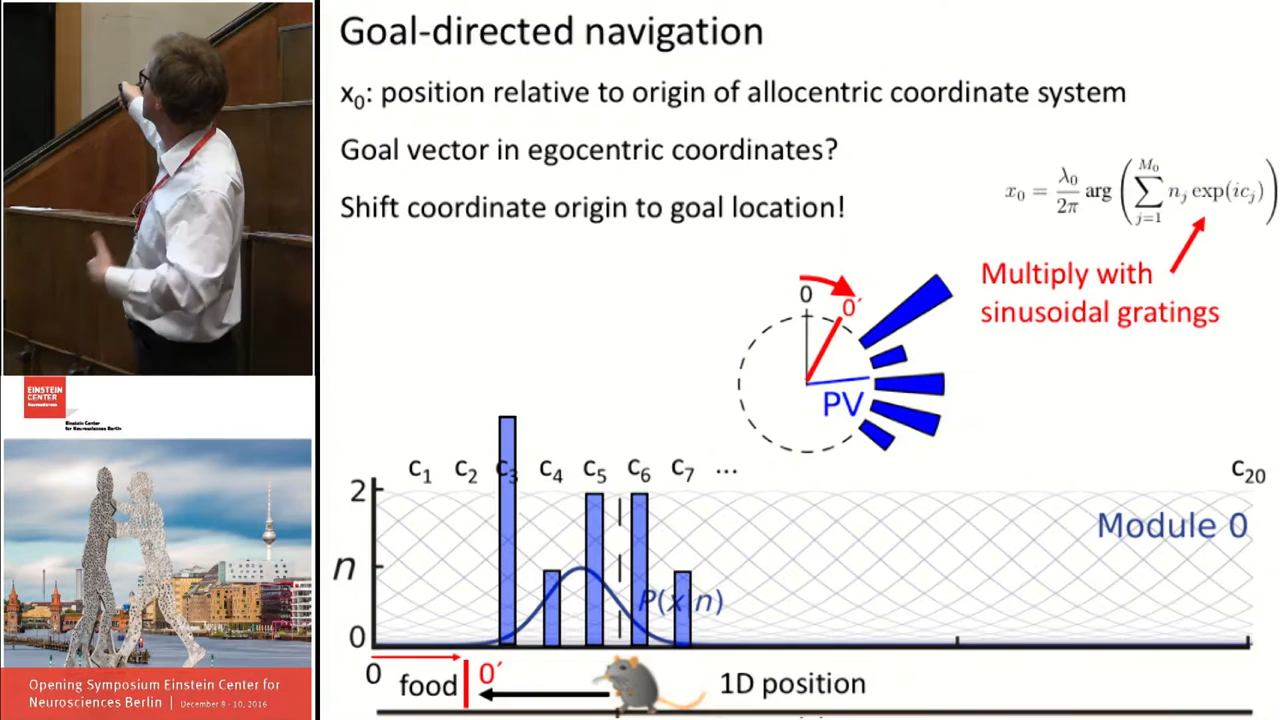 Goal-directed navigation
x₀: position relative to origin of allocentric coordinate system
Goal vector in egocentric coordinates?
Shift coordinate origin to goal location!
x₀ = λ₀/2π arg ( ∑_{j=1}^{M₀} nⱼ exp(icⱼ) )
Multiply with
sinusoidal gratings
0
0′
PV
EINSTEIN
CENTER
Neurosciences
Einstein Center
for Neurosciences Berlin
c₁ c₂ c₃ c₄ c₅ c₆ c₇ ... c₂₀
2
Module 0
n
P(x|n)
0
0
food
0′
1D position
Opening Symposium Einstein Center for
Neurosciences Berlin | December 8 - 10, 2016